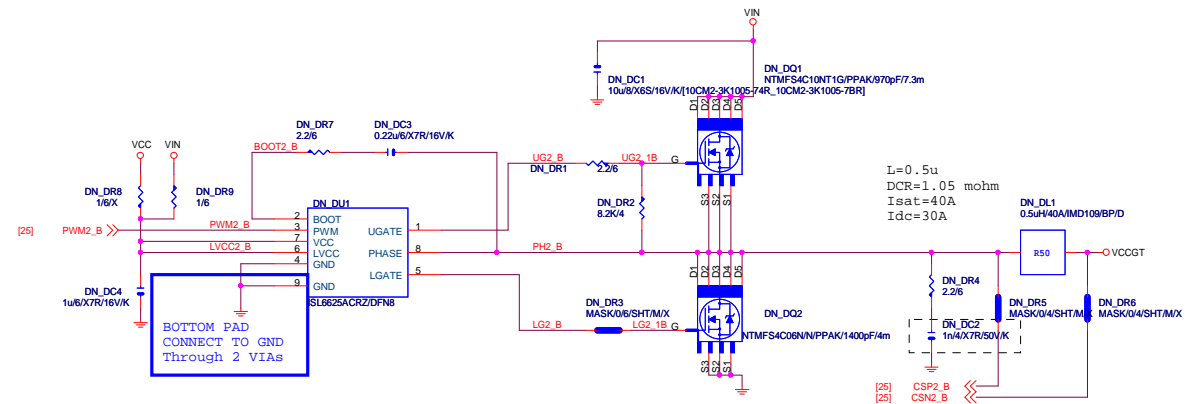 VIN
DN_DQ1
NTMFS4C10NT1G/PPAK/970pF/7.3m
DN_DC1
10u/8/X6S/16V/K/[10CM2-3K1005-74R_10CM2-3K1005-7BR]
D1
D2
D3
D4
D5
DN_DR7
2.2/6
DN_DC3
0.22u/6/X7R/16V/K
VCC
VIN
BOOT2_B
UG2_B
DN_DR1
2.2/6
UG2_1B
G
S3
S2
S1
L=0.5u
DCR=1.05 mohm
Isat=40A
Idc=30A
DN_DR8
1/6/X
DN_DR9
1/6
DN_DR2
8.2K/4
DN_DU1
DN_DL1
0.5uH/40A/IMD109/BP/D
[25]
PWM2_B
PWM2_B
2
BOOT
3
PWM
7
VCC
6
LVCC
4
GND
9
GND
UGATE
1
PHASE
8
LGATE
5
LVCC2_B
PH2_B
R50
VCCGT
ISL6625ACRZ/DFN8
DN_DC4
1u/6/X7R/16V/K
BOTTOM PAD
CONNECT TO GND
Through 2 VIAs
D1
D2
D3
D4
D5
DN_DR4
2.2/6
DN_DR3
MASK/0/6/SHT/M/X
LG2_B
LG2_1B
G
DN_DQ2
NTMFS4C06N/N/PPAK/1400pF/4m
S3
S2
S1
DN_DR5
MASK/0/4/SHT/M/X
DN_DR6
MASK/0/4/SHT/M/X
DN_DC2
1n/4/X7R/50V/K
[25]
CSP2_B
[25]
CSN2_B